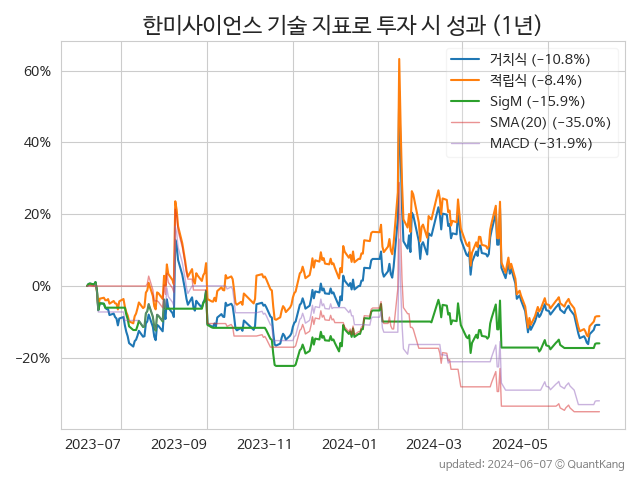 한미사이언스 기술 지표로 투자 시 성과 (1년)
거치식 (−10.8%)
적립식 (−8.4%)
SigM (−15.9%)
SMA(20) (−35.0%)
MACD (−31.9%)
60%
40%
20%
0%
−20%
2023-07 2023-09 2023-11 2024-01 2024-03 2024-05
updated: 2024-06-07 © QuantKang